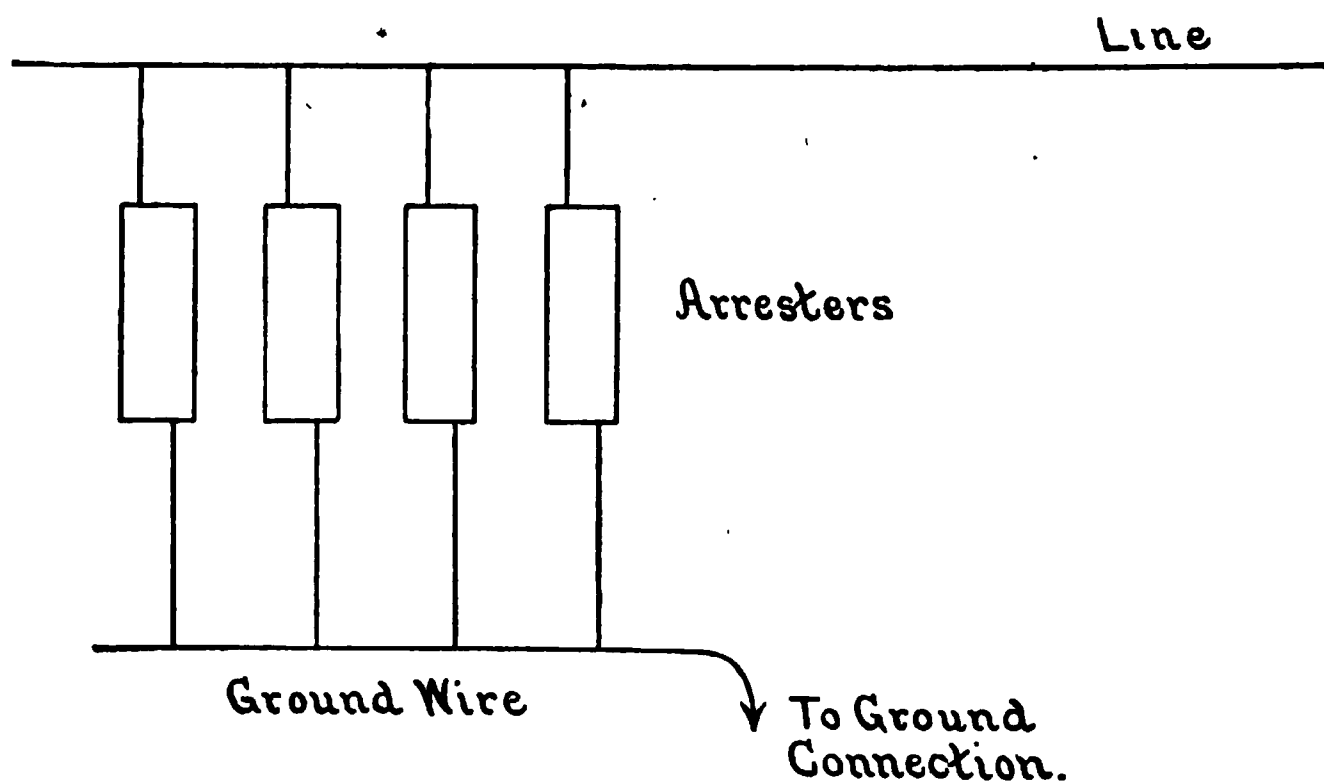 Line
Arresters
Ground Wire
To Ground
Connection.